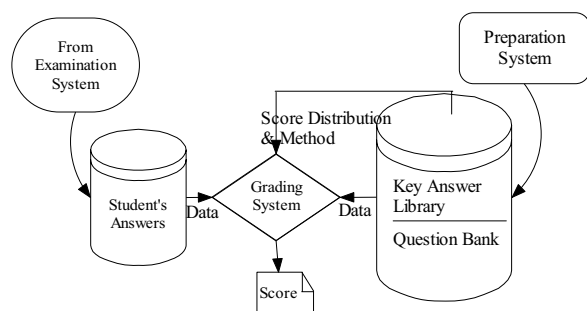 From
Examination
System
Preparation
System
Score Distribution
& Method
Student's
Answers
Data
Grading
System
Data
Key Answer
Library
Question Bank
Score